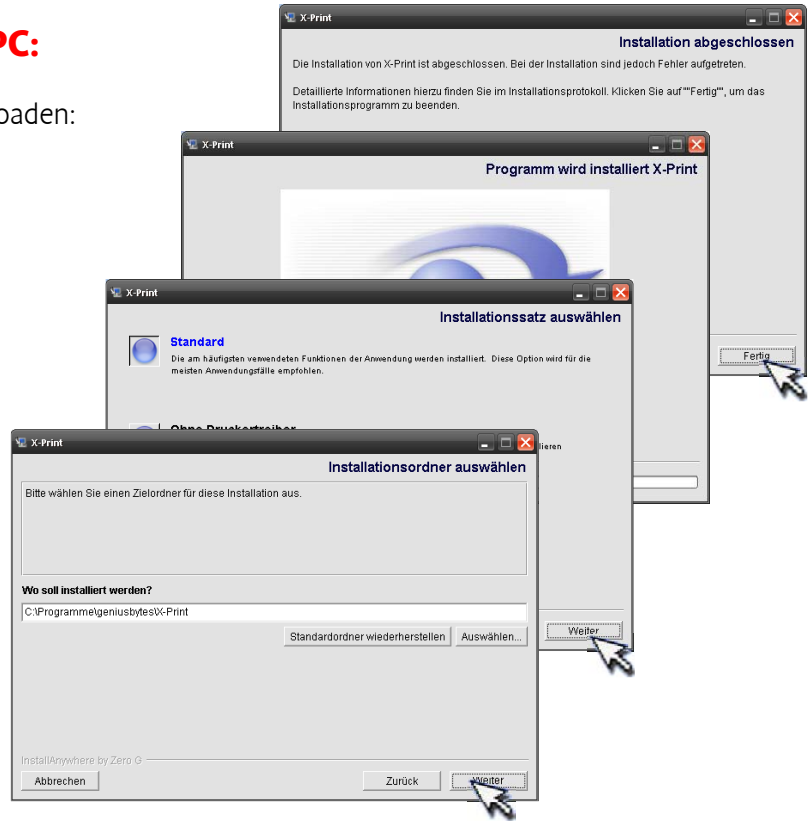 PC:
oaden:
X-Print
Installation abgeschlossen
Die Installation von X-Print ist abgeschlossen. Bei der Installation sind jedoch Fehler aufgetreten.
Detaillierte Informationen hierzu finden Sie im Installationsprotokoll. Klicken Sie auf ""Fertig"", um das
Installationsprogramm zu beenden.
Fertig
X-Print
Programm wird installiert X-Print
X-Print
Installationssatz auswählen
Standard
Die am häufigsten verwendeten Funktionen der Anwendung werden installiert. Diese Option wird für die
meisten Anwendungsfälle empfohlen.
Ohne Druckertreiber
lieren
Weiter
X-Print
Installationsordner auswählen
Bitte wählen Sie einen Zielordner für diese Installation aus.
Wo soll installiert werden?
C:\Programme\geniusbytes\X-Print
Standardordner wiederherstellen
Auswählen...
InstallAnywhere by Zero G
Abbrechen
Zurück
Weiter